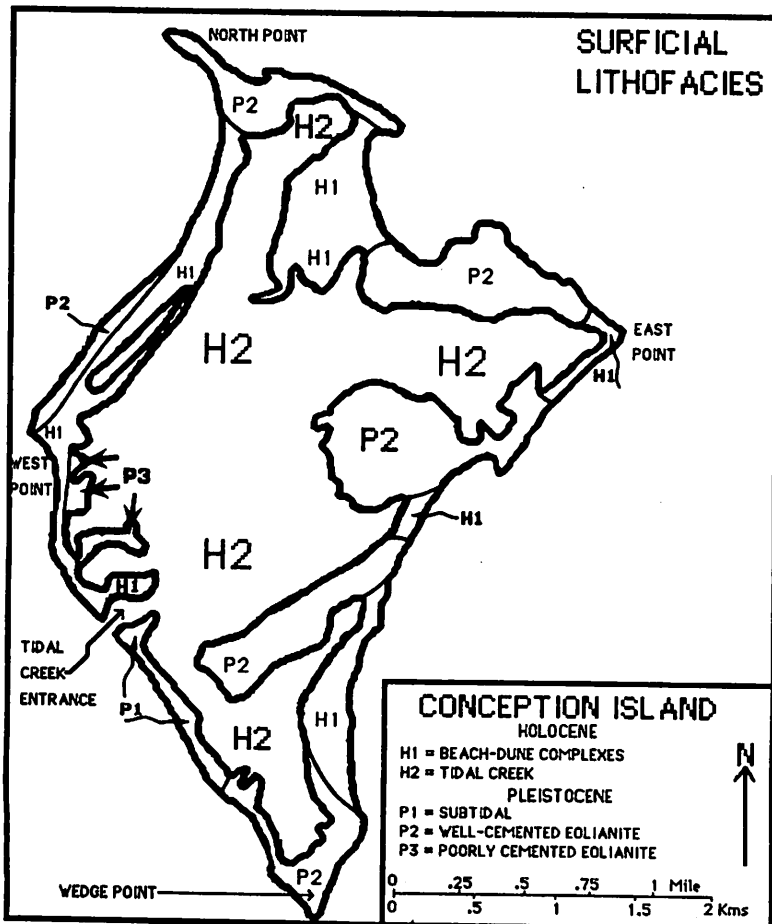 NORTH POINT
SURFICIAL
LITHOFACIES
P2
H2
H1
H1
P2
H1
P2
EAST
POINT
H2
H2
H1
P2
H1
WEST
POINT
P3
H1
H2
H1
TIDAL
CREEK
ENTRANCE
P2
P1
H1
H2
P2
WEDGE POINT
CONCEPTION ISLAND
HOLOCENE
H1 = BEACH-DUNE COMPLEXES
H2 = TIDAL CREEK
PLEISTOCENE
P1 = SUBTIDAL
P2 = WELL-CEMENTED EOLIANITE
P3 = POORLY CEMENTED EOLIANITE
N
0 .25 .5 .75 1 Mile
0 1 2 Kms